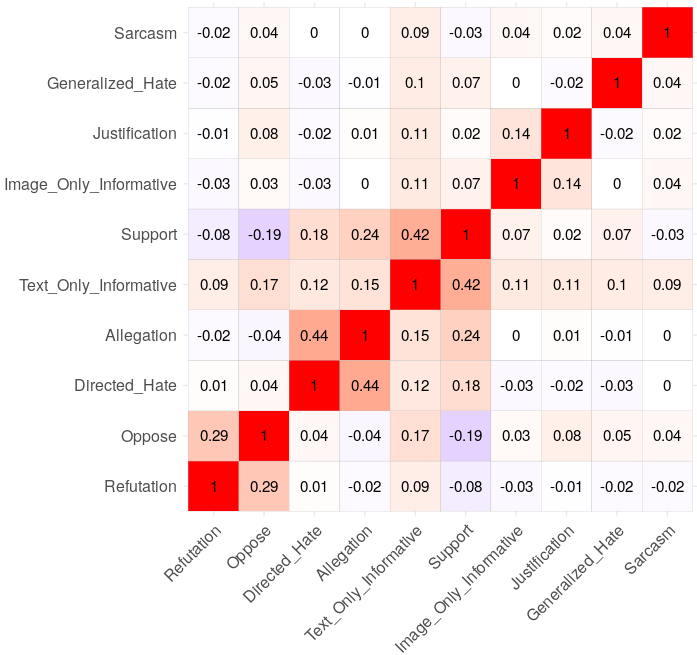 Sarcasm -0.02 0.04 0 0 0.09 -0.03 0.04 0.02 0.04 1
Generalized_Hate -0.02 0.05 -0.03 -0.01 0.1 0.07 0 -0.02 1 0.04
Justification -0.01 0.08 -0.02 0.01 0.11 0.02 0.14 1 -0.02 0.02
Image_Only_Informative -0.03 0.03 -0.03 0 0.11 0.07 1 0.14 0 0.04
Support -0.08 -0.19 0.18 0.24 0.42 1 0.07 0.02 0.07 -0.03
Text_Only_Informative 0.09 0.17 0.12 0.15 1 0.42 0.11 0.11 0.1 0.09
Allegation -0.02 -0.04 0.44 1 0.15 0.24 0 0.01 -0.01 0
Directed_Hate 0.01 0.04 1 0.44 0.12 0.18 -0.03 -0.02 -0.03 0
Oppose 0.29 1 0.04 -0.04 0.17 -0.19 0.03 0.08 0.05 0.04
Refutation 1 0.29 0.01 -0.02 0.09 -0.08 -0.03 -0.01 -0.02 -0.02
Refutation
Oppose
Directed_Hate
Allegation
Text_Only_Informative
Support
Image_Only_Informative
Justification
Generalized_Hate
Sarcasm